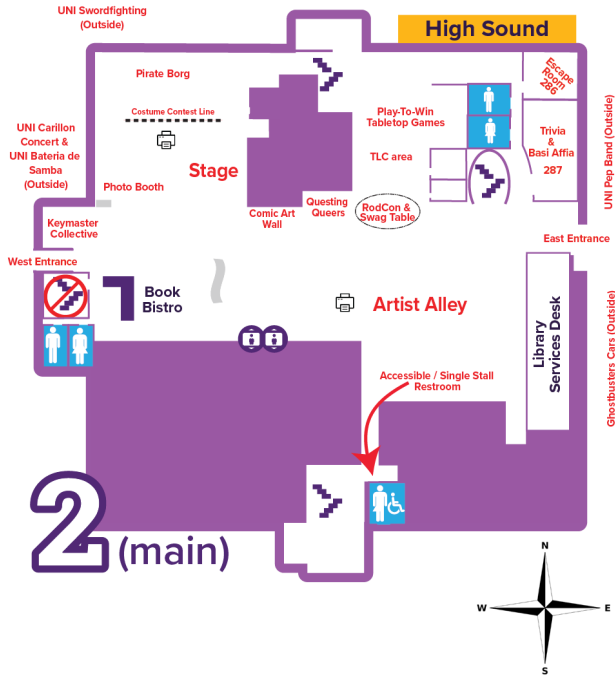 UNI Swordfighting
(Outside)
High Sound
Pirate Borg
Escape
Room
286
Costume Contest Line
Play-To-Win
Tabletop Games
UNI Carillon
Concert &
UNI Bateria de
Samba
(Outside)
Trivia
&
Basi Affia
287
UNI Pep Band (Outside)
Stage
TLC area
Photo Booth
Comic Art
Wall
Questing
Queers
RodCon &
Swag Table
Keymaster
Collective
East Entrance
West Entrance
Book
Bistro
Artist Alley
Library
Services Desk
Ghostbusters Cars (Outside)
Accessible / Single Stall
Restroom
2 (main)
N
W E
S